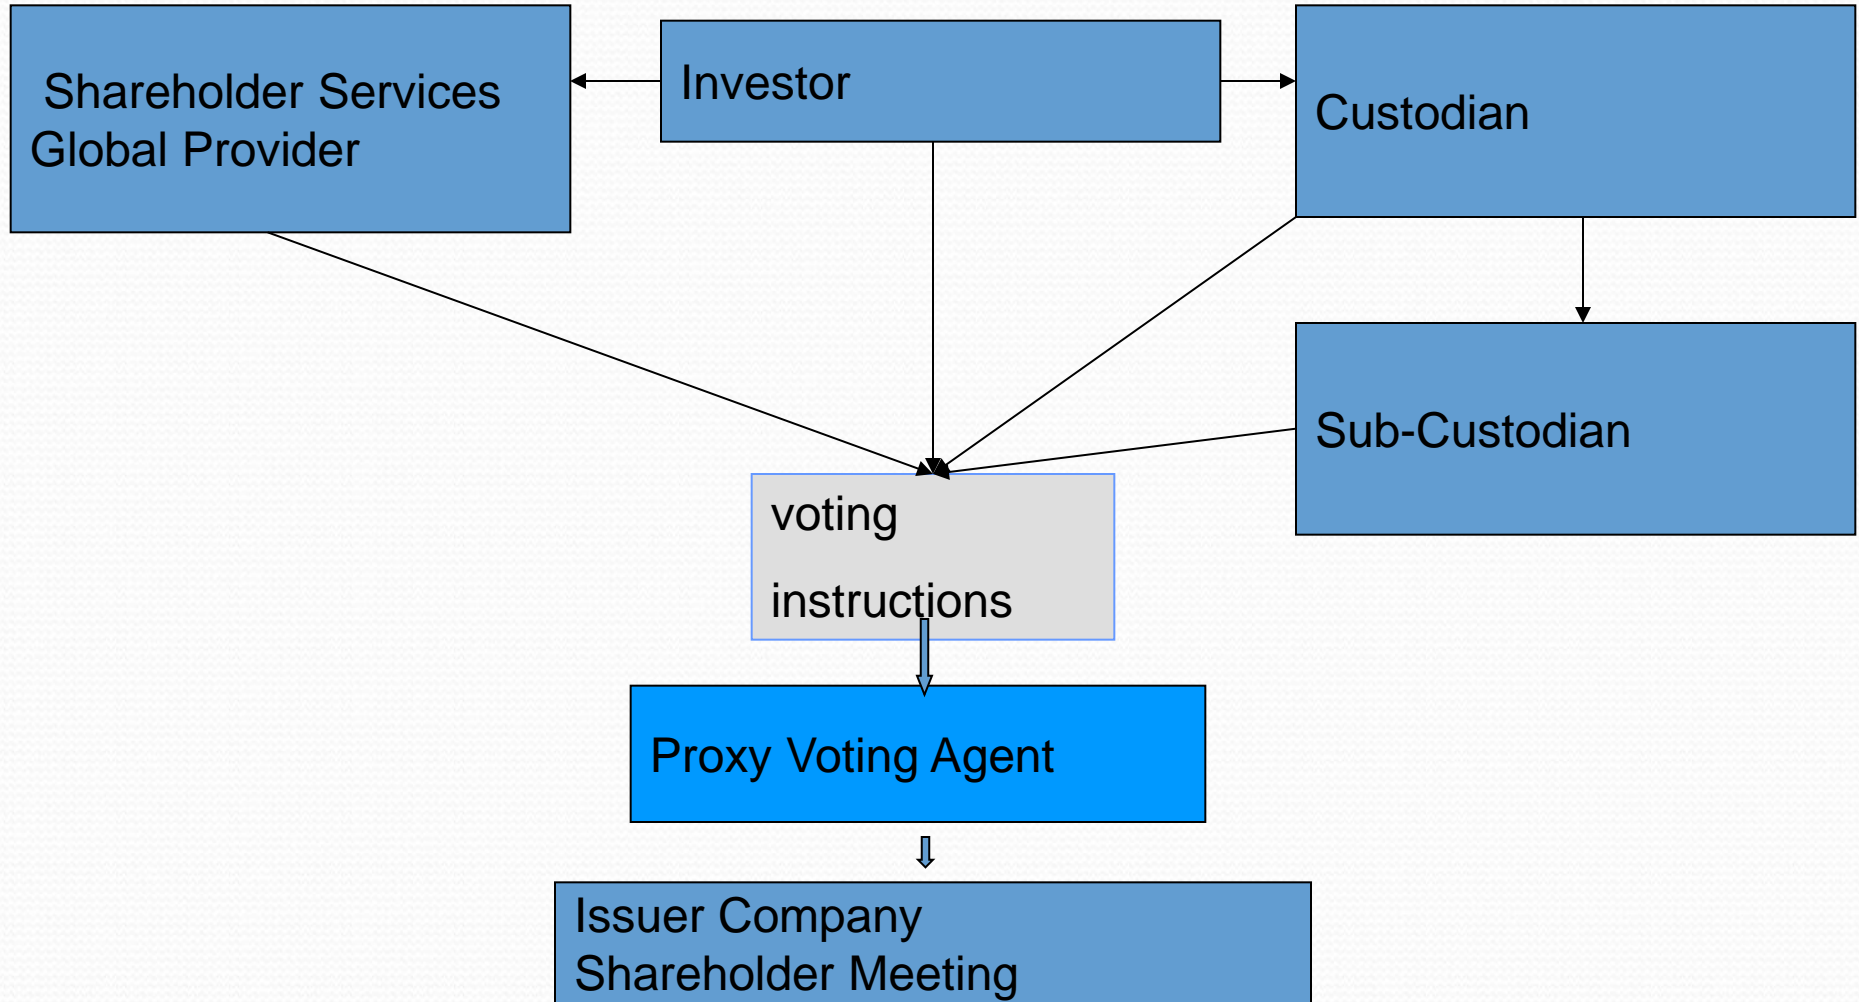 Shareholder Services
Global Provider
Investor
Custodian
Sub-Custodian
voting
instructions
Proxy Voting Agent
Issuer Company
Shareholder Meeting